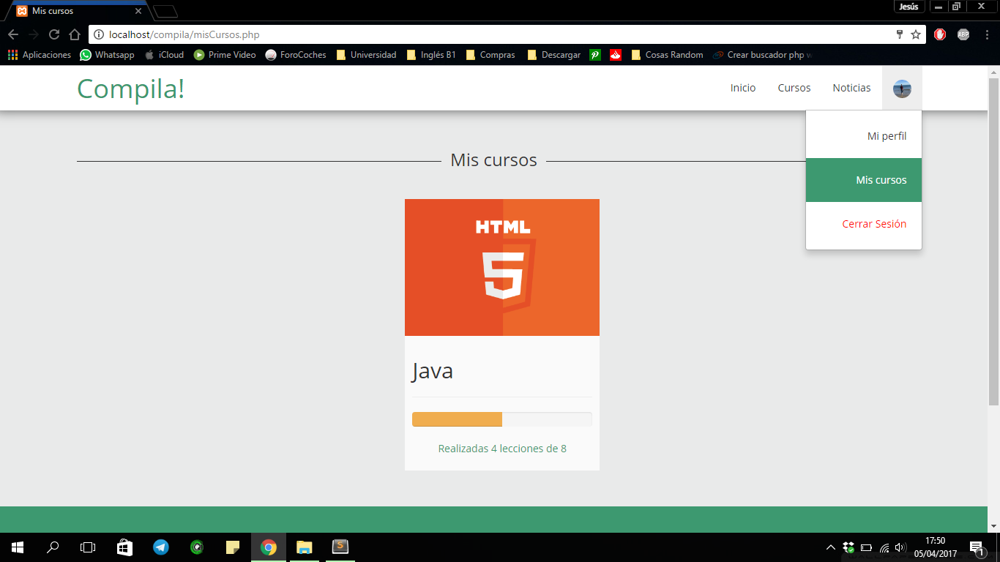 Mis cursos
Jesús
localhost/compila/misCursos.php
ABP
Aplicaciones
Whatsapp
iCloud
Prime Video
ForoCoches
Universidad
Inglés B1
Compras
Descargar
Cosas Random
Crear buscador php w
Compila!
Inicio
Cursos
Noticias
Mi perfil
Mis cursos
Cerrar Sesión
Mis cursos
HTML
5
Java
Realizadas 4 lecciones de 8
17:50
05/04/2017
1